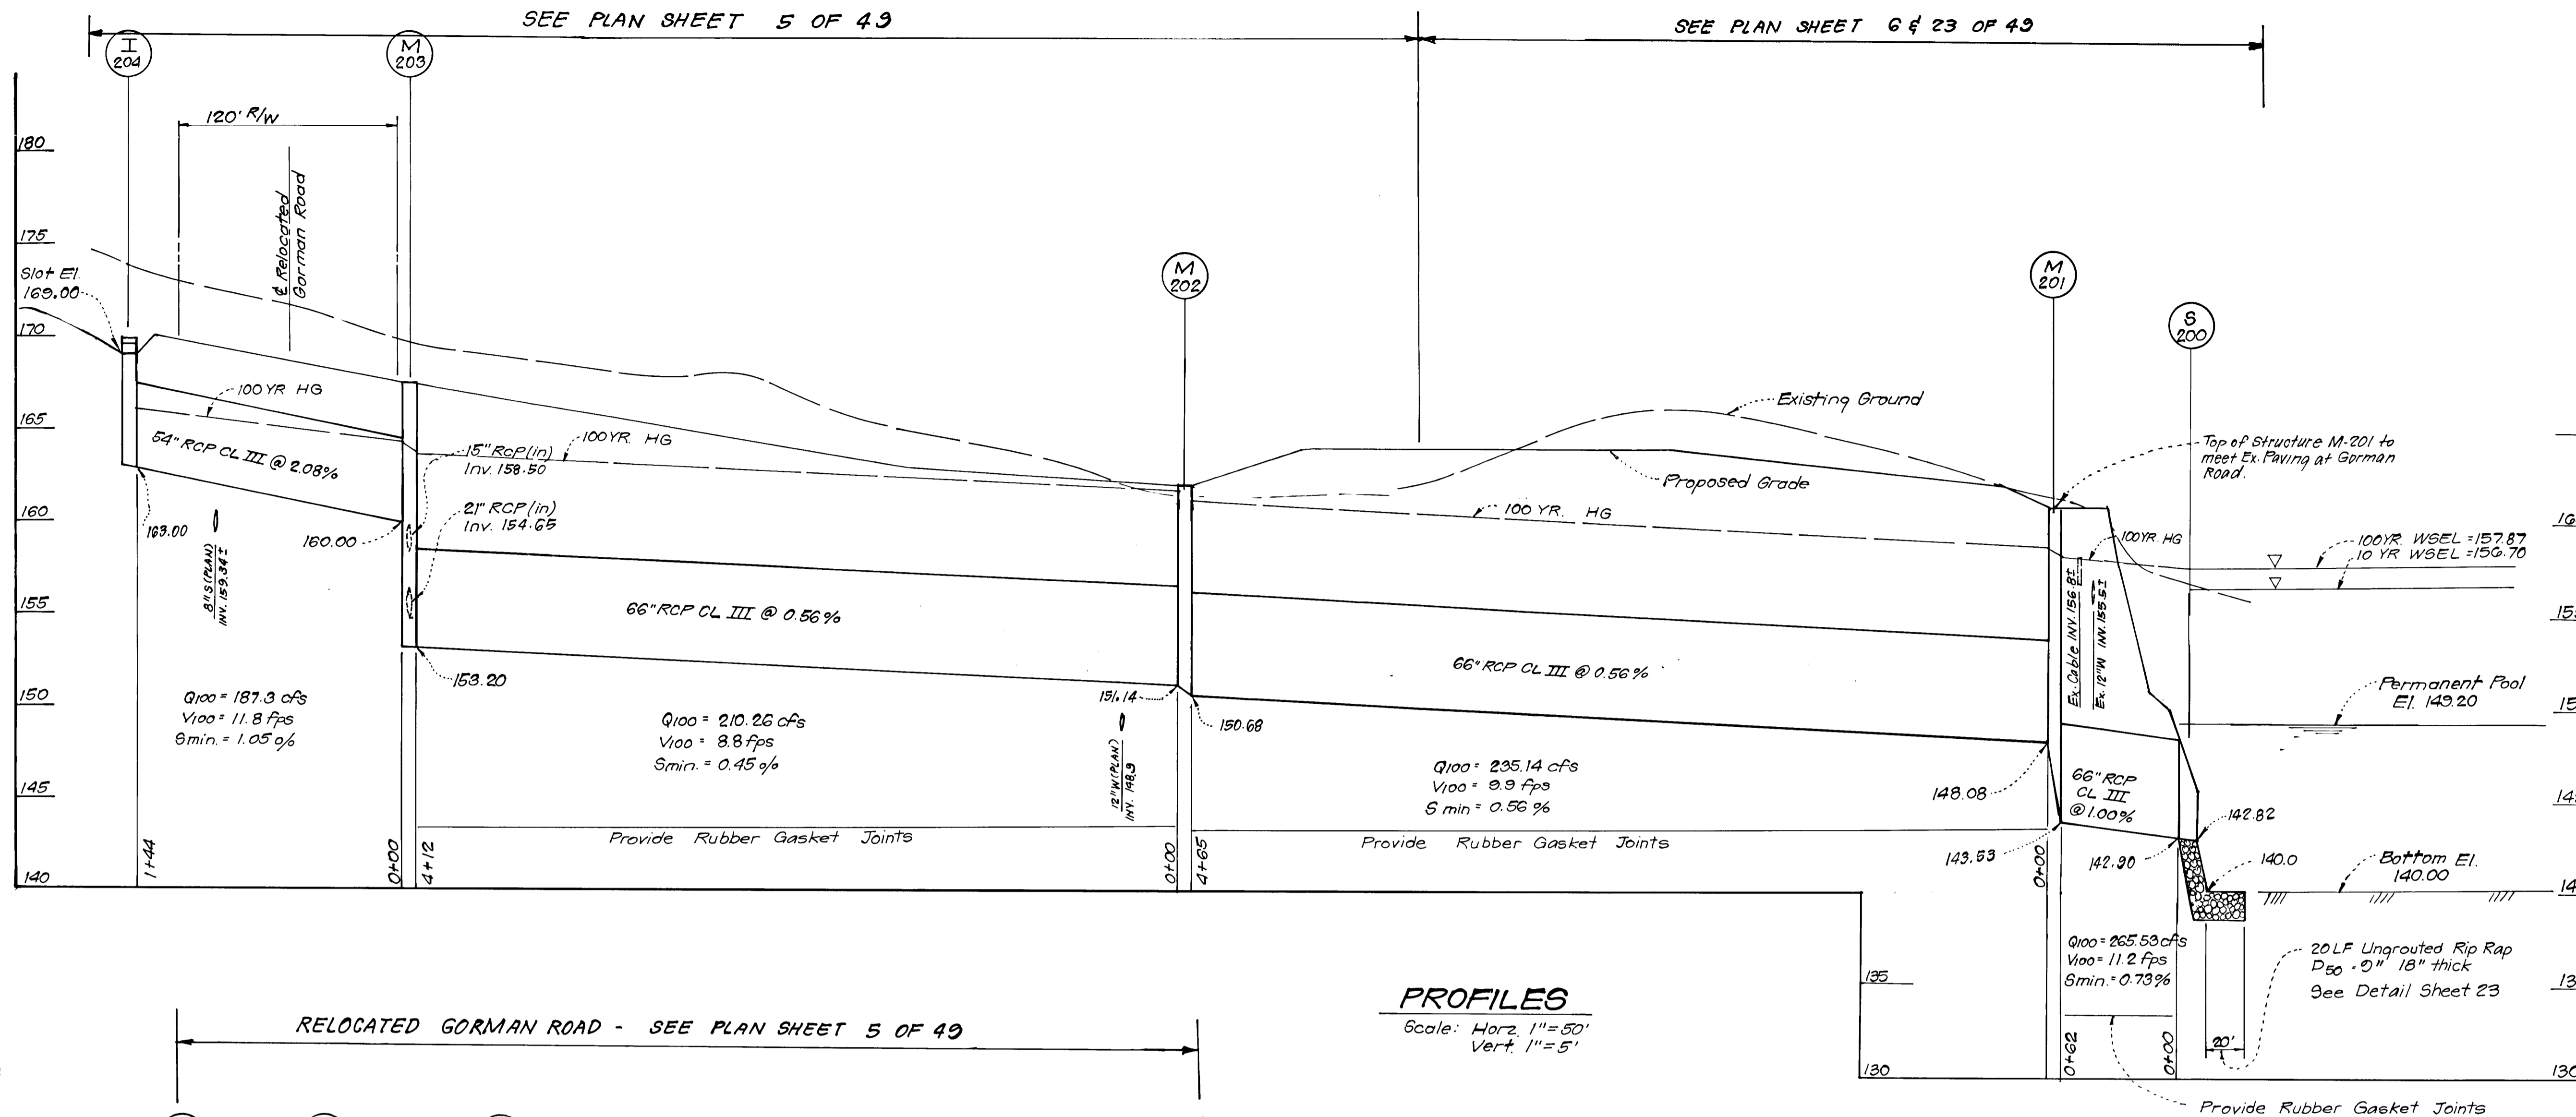 SEE PLAN SHEET 5 OF 49
SEE PLAN SHEET 6 & 23 OF 49
I
204
M
203
120' R/W
180
175
170
165
160
155
150
145
140
℄ Relocated
Gorman Road
Slot El.
169.00
M
202
M
201
S
200
100 YR HG
54" RCP CL III @ 2.08%
15" RCP (in)
Inv. 158.50
100 YR. HG
21" RCP (in)
Inv. 154.65
163.00
160.00
8" S (PLAN)
INV. 159.34±
66" RCP CL III @ 0.56%
153.20
Q100 = 187.3 cfs
V100 = 11.8 fps
Smin. = 1.05%
Q100 = 210.26 cfs
V100 = 8.8 fps
Smin. = 0.45%
151.14
150.68
12" W (PLAN)
INV. 148.9
Existing Ground
Proposed Grade
100 YR. HG
66" RCP CL III @ 0.56%
Q100 = 235.14 cfs
V100 = 9.9 fps
S min = 0.56%
Top of Structure M-201 to
meet Ex. Paving at Gorman
Road.
100 YR. HG
100 YR. WSEL = 157.87
10 YR WSEL = 156.70
Ex. Cable INV. 156.8±
Ex. 12" W INV. 155.5±
Permanent Pool
El. 149.20
148.08
66" RCP
CL III
@ 1.00%
142.82
143.53
142.90
140.0
Bottom El.
140.00
Provide Rubber Gasket Joints
Provide Rubber Gasket Joints
1+44
0+00
4+12
0+00
4+65
0+00
Q100 = 265.53 cfs
V100 = 11.2 fps
Smin. = 0.73%
20 LF Ungrouted Rip Rap
D50 = 9" 18" thick
See Detail Sheet 23
135
130
0+62
0+00
20'
130
PROFILES
Scale: Horz. 1" = 50'
Vert. 1" = 5'
RELOCATED GORMAN ROAD - SEE PLAN SHEET 5 OF 49
Provide Rubber Gasket Joints